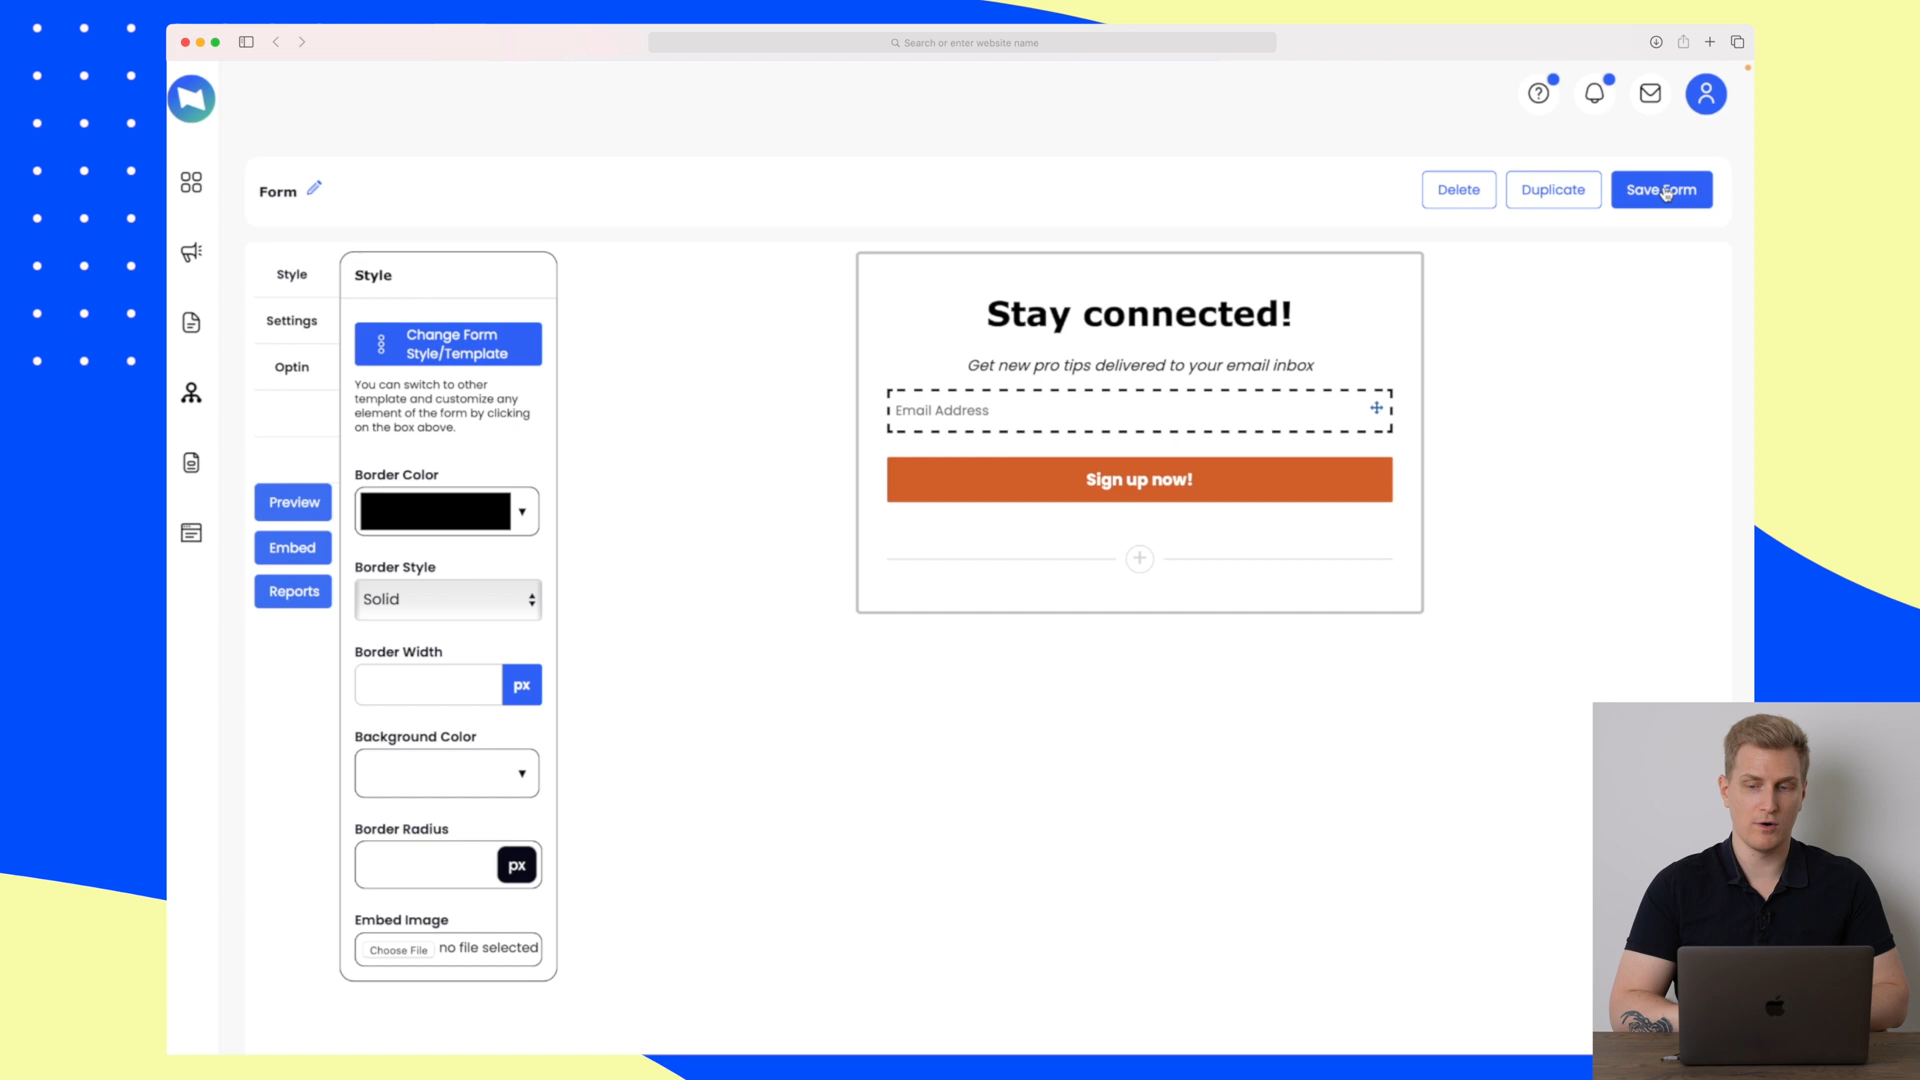 Search or enter website name
Form
Delete
Duplicate
Save Form
Style
Settings
Optin
Preview
Embed
Reports
Style
Change Form
Style/Template
You can switch to other
template and customize any
element of the form by clicking
on the box above.
Border Color
Border Style
Solid
Border Width
px
Background Color
Border Radius
px
Embed Image
Choose File no file selected
Stay connected!
Get new pro tips delivered to your email inbox
Email Address
Sign up now!